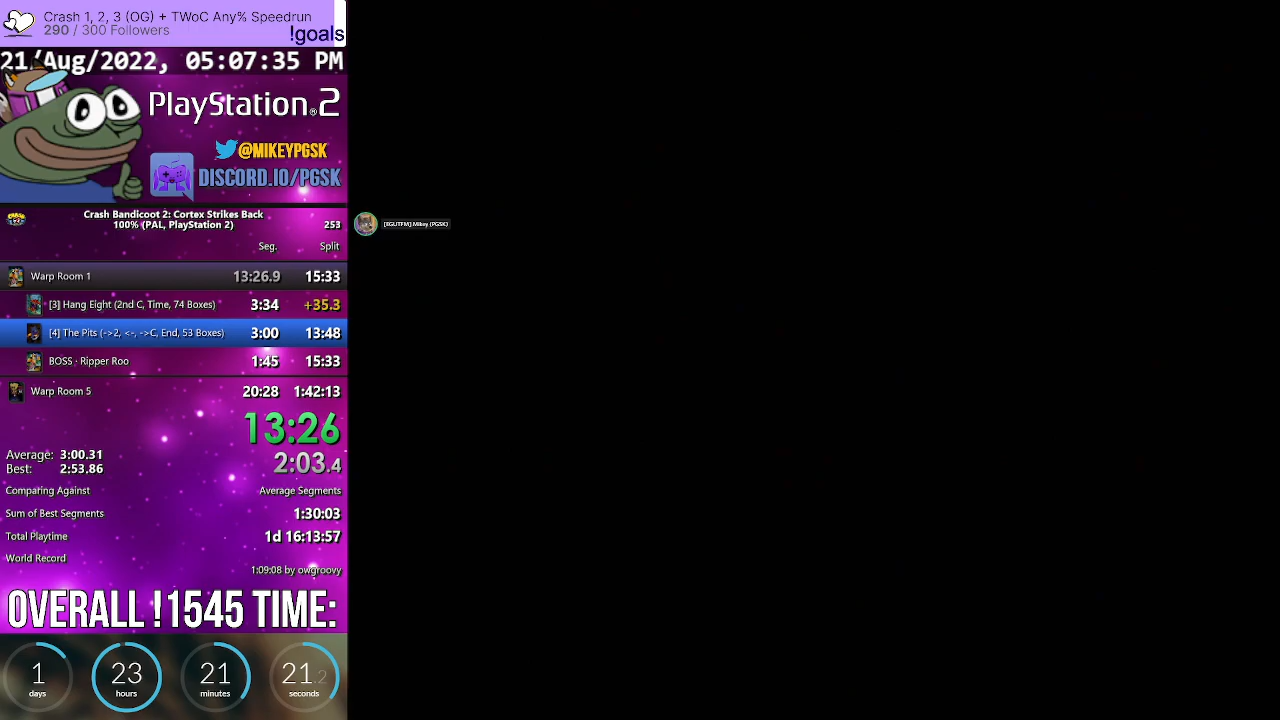 Crash 1, 2, 3 (OG) + TWoC Any% Speedrun
290 / 300 Followers
!goals
21/Aug/2022, 05:07:35 PM
PlayStation®2
@MIKEYPGSK
DISCORD.IO/PGSK
Crash Bandicoot 2: Cortex Strikes Back
100% (PAL, PlayStation 2)
253
Seg. Split
Warp Room 1 13:26.9 15:33
[3] Hang Eight (2nd C, Time, 74 Boxes) 3:34 +35.3
[4] The Pits (->2, <-, ->C, End, 53 Boxes) 3:00 13:48
BOSS - Ripper Roo 1:45 15:33
Warp Room 5 20:28 1:42:13
13:26
Average: 3:00.31
Best: 2:53.86
2:03.4
Comparing Against Average Segments
Sum of Best Segments 1:30:03
Total Playtime 1d 16:13:57
World Record
1:09:08 by owgroovy
OVERALL !1545 TIME:
1 23 21 21.2
days hours minutes seconds
Mikey (PGSK)